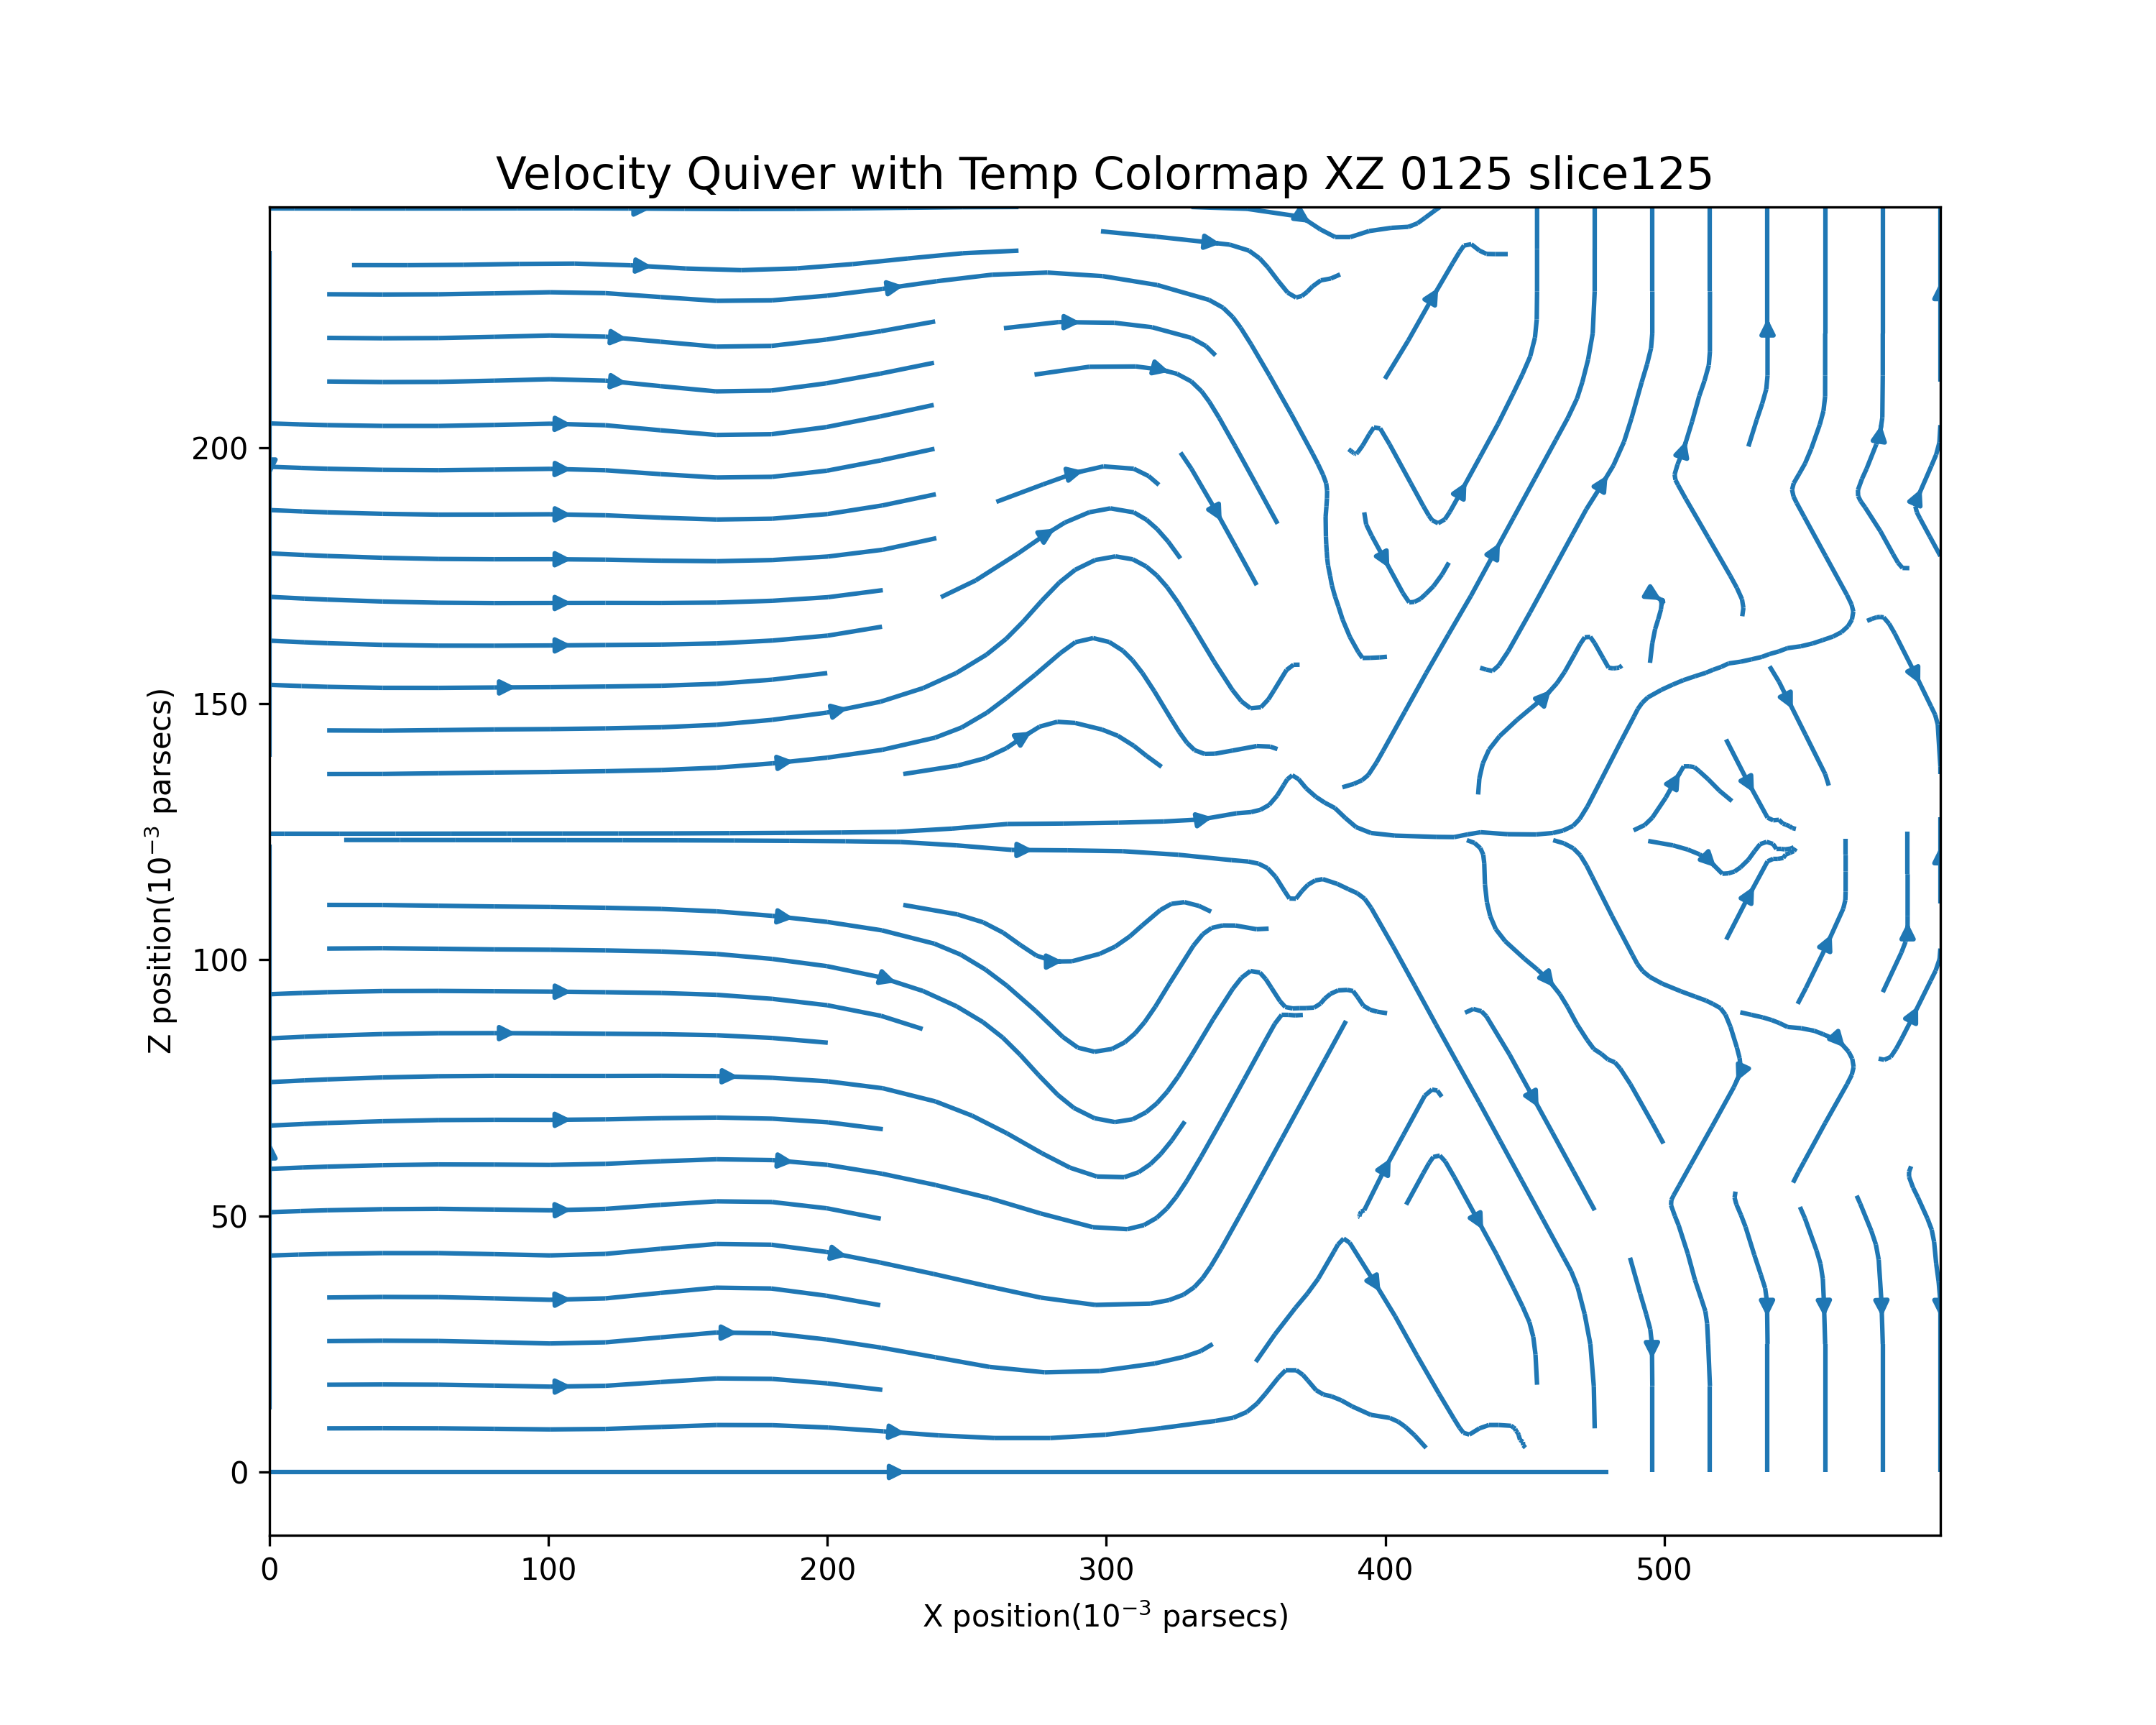 Velocity Quiver with Temp Colormap XZ 0125 slice125
200
150
100
50
0
Z position(10⁻³ parsecs)
0 100 200 300 400 500
X position(10⁻³ parsecs)